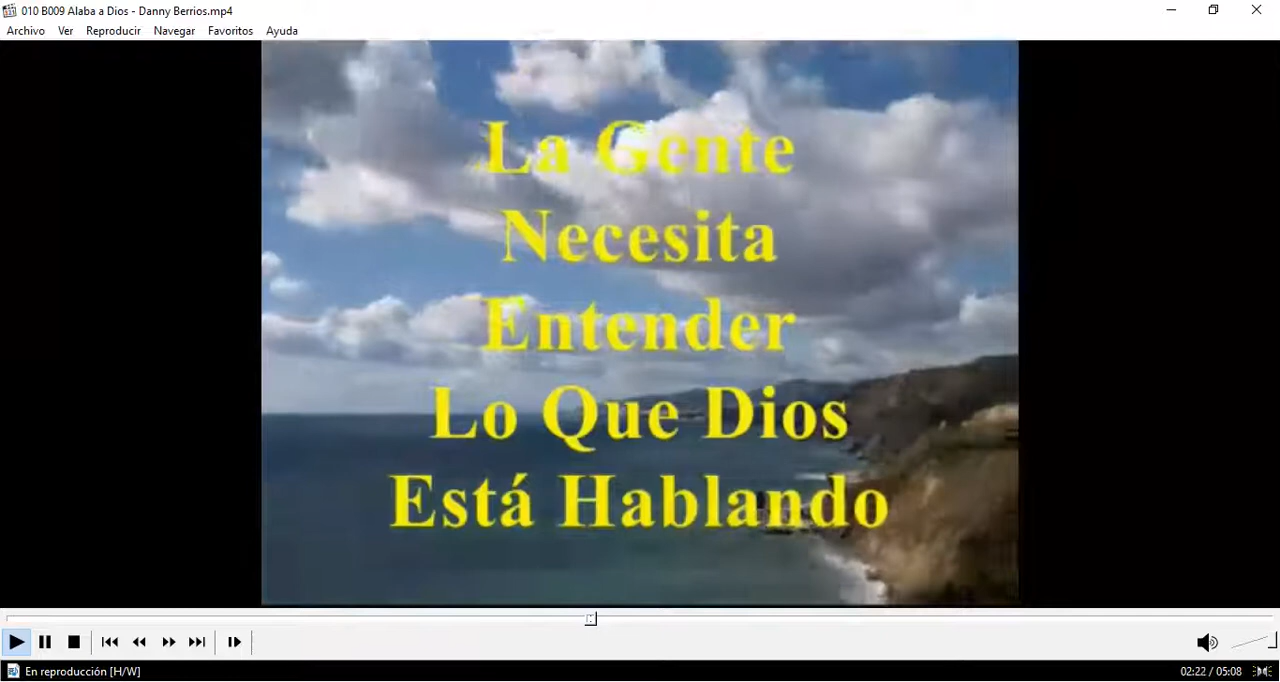 010 B009 Alaba a Dios - Danny Berrios.mp4
Archivo Ver Reproducir Navegar Favoritos Ayuda
La Gente
Necesita
Entender
Lo Que Dios
Está Hablando
En reproducción [H/W] 02:22 / 05:08